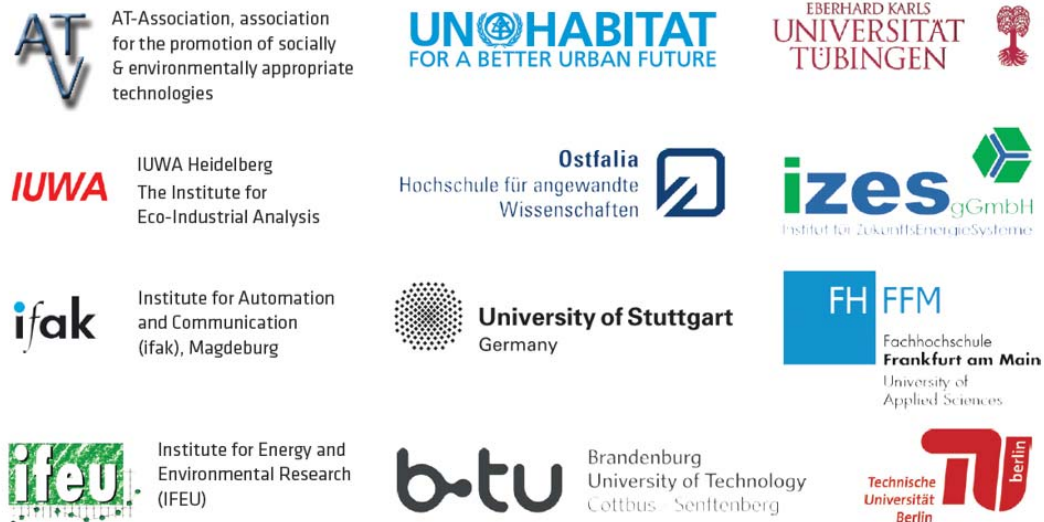 ATV
AT-Association, association
for the promotion of socially
& environmentally appropriate
technologies
UN HABITAT
FOR A BETTER URBAN FUTURE
EBERHARD KARLS
UNIVERSITÄT
TÜBINGEN
IUWA
IUWA Heidelberg
The Institute for
Eco-Industrial Analysis
Ostfalia
Hochschule für angewandte
Wissenschaften
izes
gGmbH
Institut für ZukunftsEnergieSysteme
ifak
Institute for Automation
and Communication
(ifak), Magdeburg
University of Stuttgart
Germany
FH FFM
Fachhochschule
Frankfurt am Main
University of
Applied Sciences
ifeu
Institute for Energy and
Environmental Research
(IFEU)
b-tu
Brandenburg
University of Technology
Cottbus - Senftenberg
berlin
Technische
Universität
Berlin